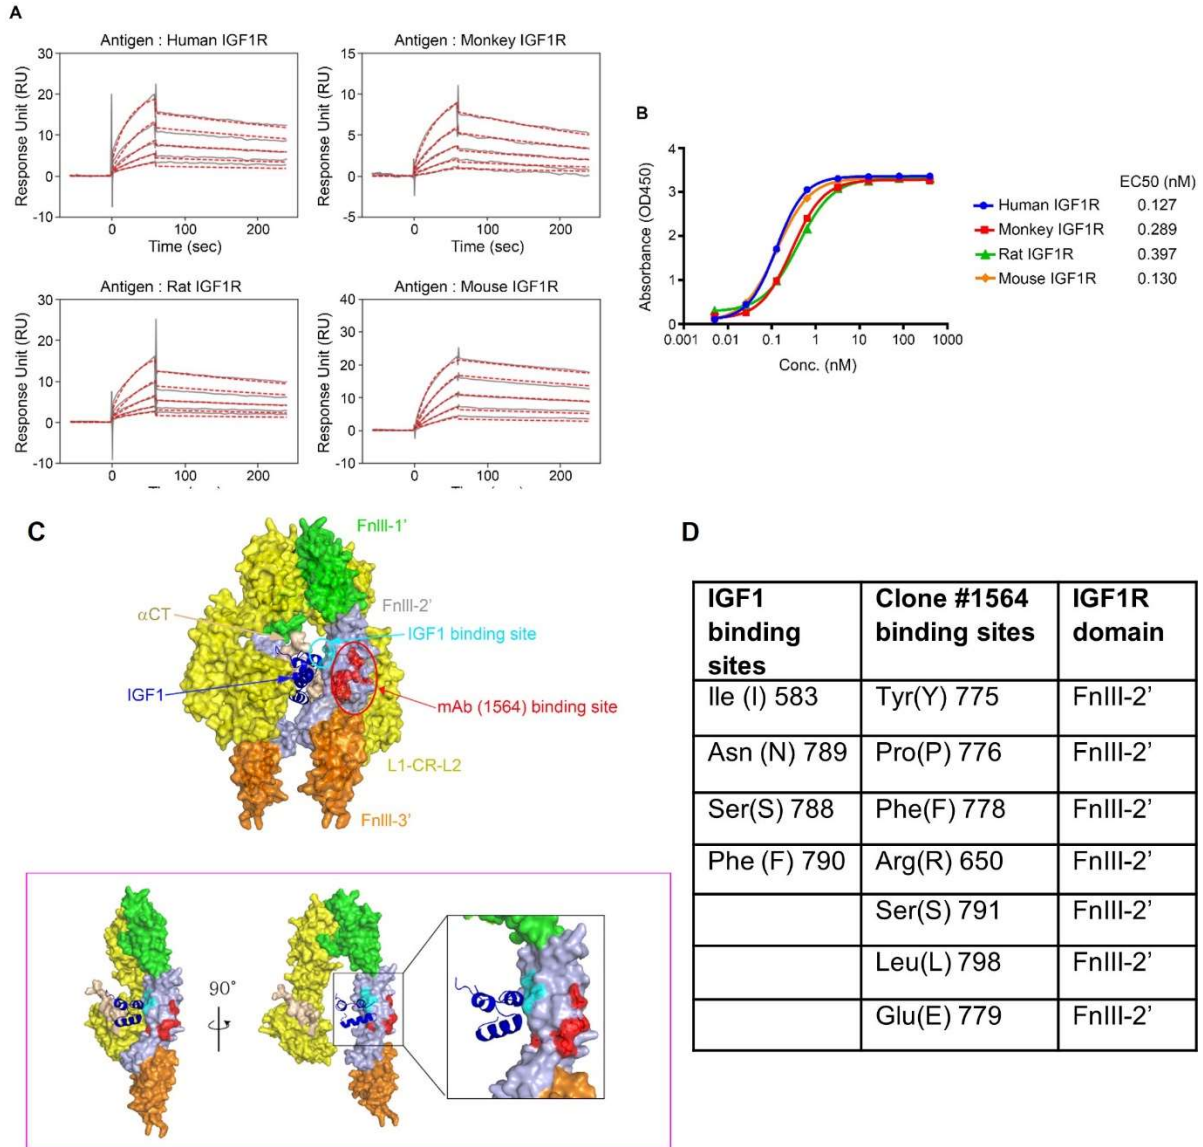 A
Antigen : Human IGF1R
30
20
10
0
-10
Response Unit (RU)
0 100 200
Time (sec)
Antigen : Monkey IGF1R
15
10
5
0
-5
Response Unit (RU)
0 100 200
Time (sec)
Antigen : Rat IGF1R
30
20
10
0
-10
Response Unit (RU)
0 100 200
Time (sec)
Antigen : Mouse IGF1R
40
30
20
10
0
-10
Response Unit (RU)
0 100 200
Time (sec)
B
Absorbance (OD450)
4
3
2
1
0
0.001 0.01 0.1 1 10 100 1000
Conc. (nM)
EC50 (nM)
Human IGF1R 0.127
Monkey IGF1R 0.289
Rat IGF1R 0.397
Mouse IGF1R 0.130
C
FnIII-1'
FnIII-2'
αCT
IGF1 binding site
IGF1
mAb (1564) binding site
L1-CR-L2
FnIII-3'
90°
D
IGF1 binding sites Clone #1564 binding sites IGF1R domain
Ile (I) 583 Tyr(Y) 775 FnIII-2'
Asn (N) 789 Pro(P) 776 FnIII-2'
Ser(S) 788 Phe(F) 778 FnIII-2'
Phe (F) 790 Arg(R) 650 FnIII-2'
Ser(S) 791 FnIII-2'
Leu(L) 798 FnIII-2'
Glu(E) 779 FnIII-2'